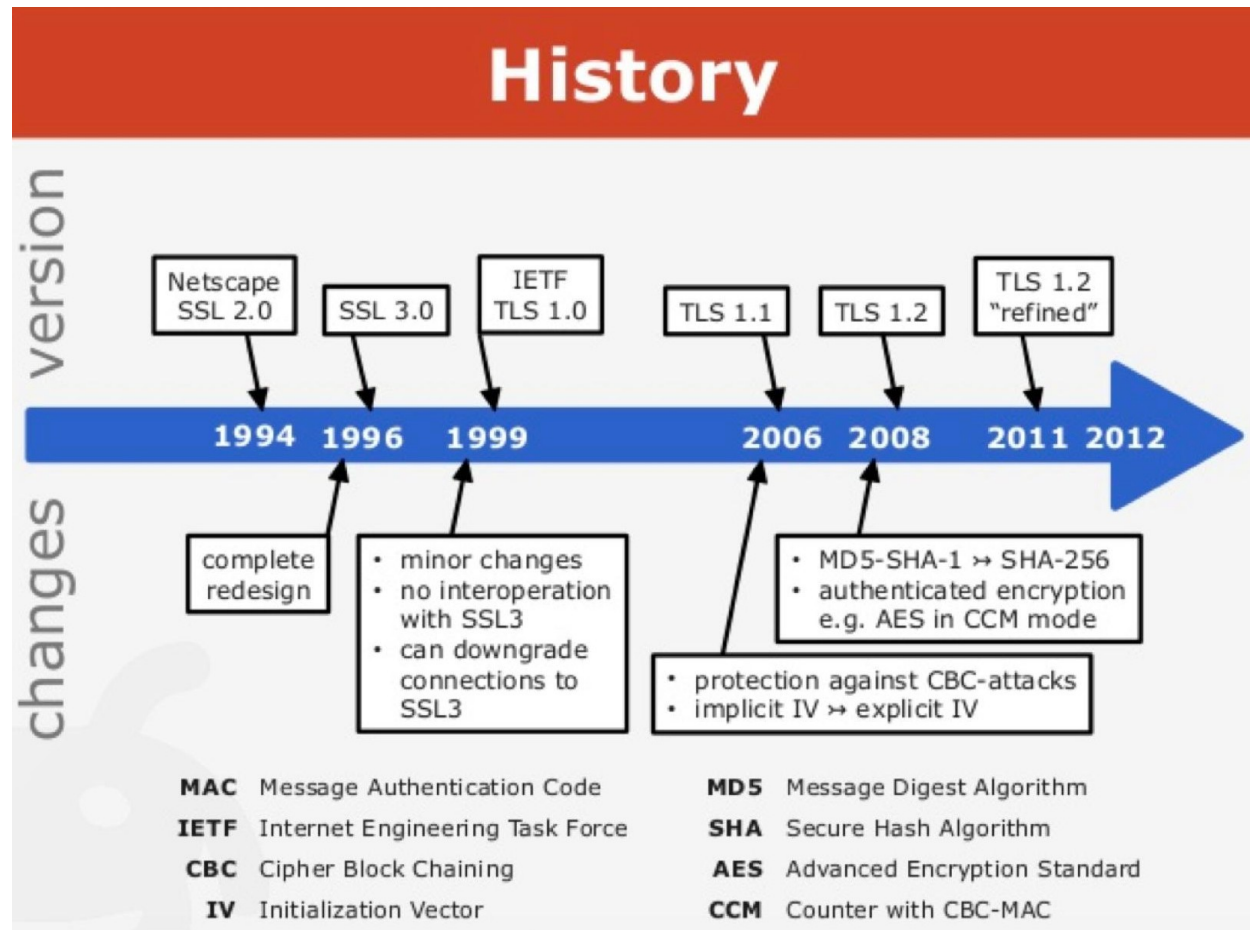 History
version
Netscape
SSL 2.0
SSL 3.0
IETF
TLS 1.0
TLS 1.1
TLS 1.2
TLS 1.2
“refined”
1994
1996
1999
2006
2008
2011
2012
changes
complete
redesign
• minor changes
• no interoperation
with SSL3
• can downgrade
connections to
SSL3
• protection against CBC-attacks
• implicit IV ↣ explicit IV
• MD5-SHA-1 ↣ SHA-256
• authenticated encryption
e.g. AES in CCM mode
MAC Message Authentication Code
IETF Internet Engineering Task Force
CBC Cipher Block Chaining
IV Initialization Vector
MD5 Message Digest Algorithm
SHA Secure Hash Algorithm
AES Advanced Encryption Standard
CCM Counter with CBC-MAC